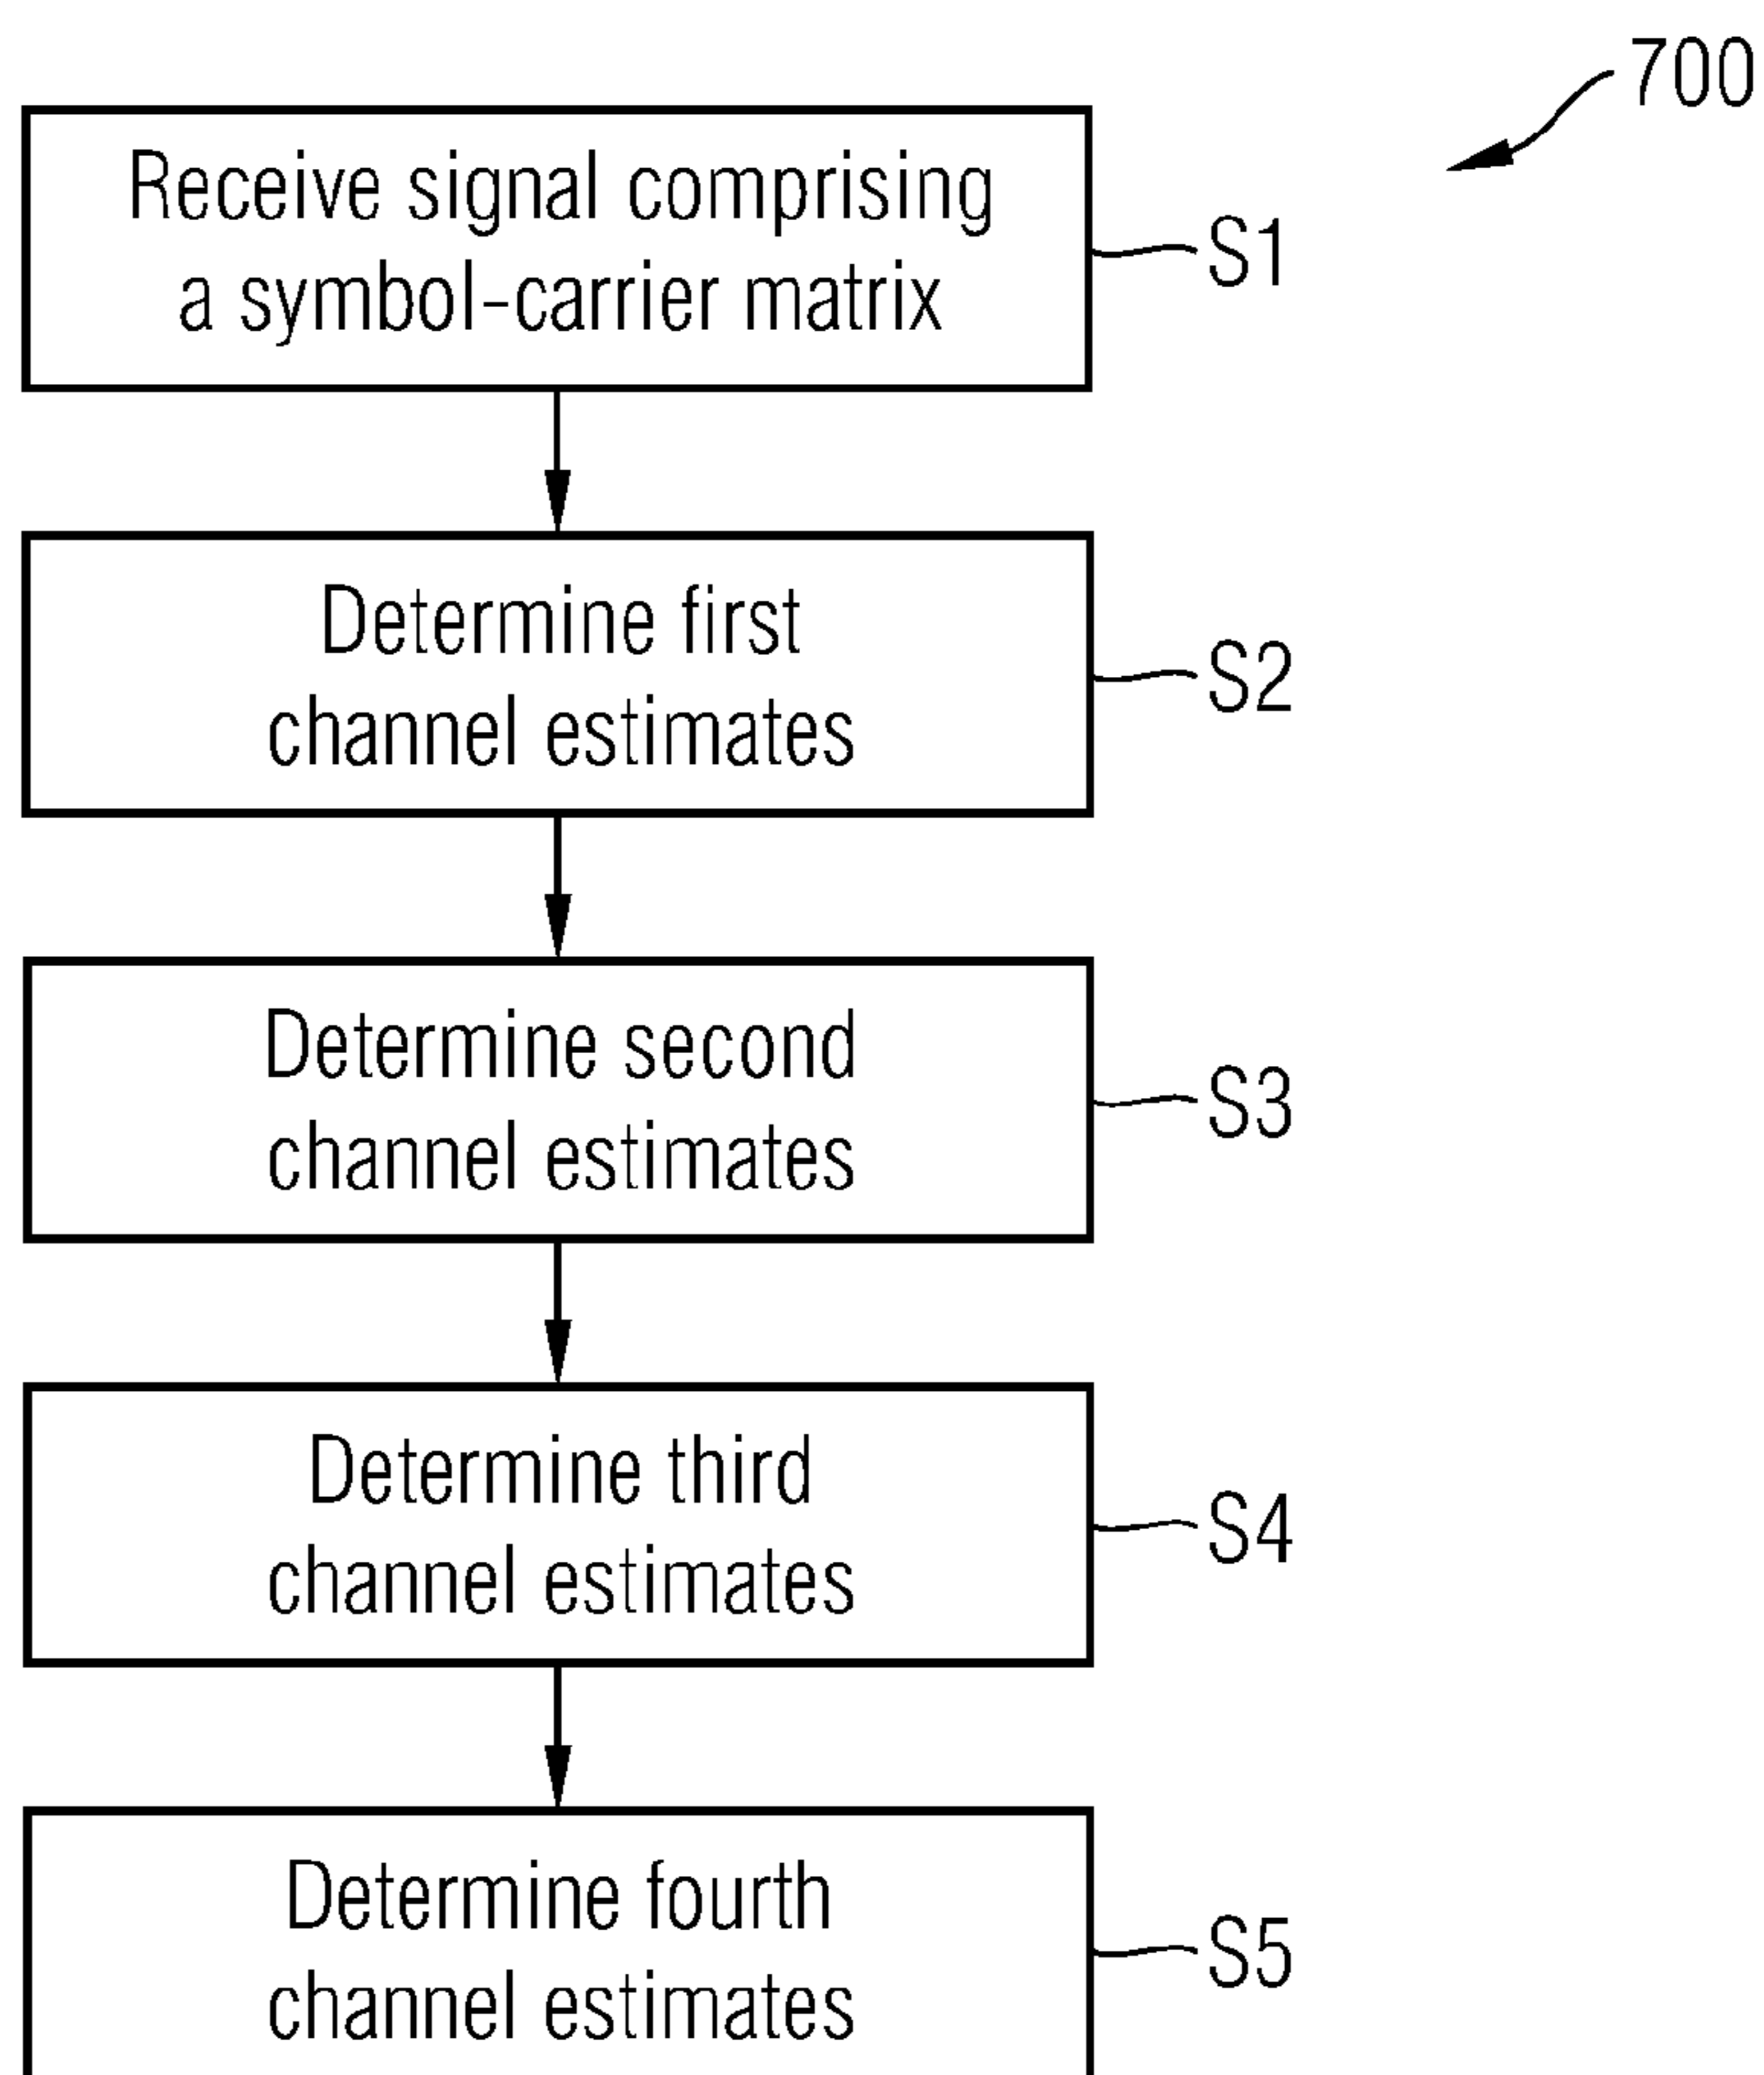 700
Receive signal comprising
a symbol-carrier matrix
S1
Determine first
channel estimates
S2
Determine second
channel estimates
S3
Determine third
channel estimates
S4
Determine fourth
channel estimates
S5